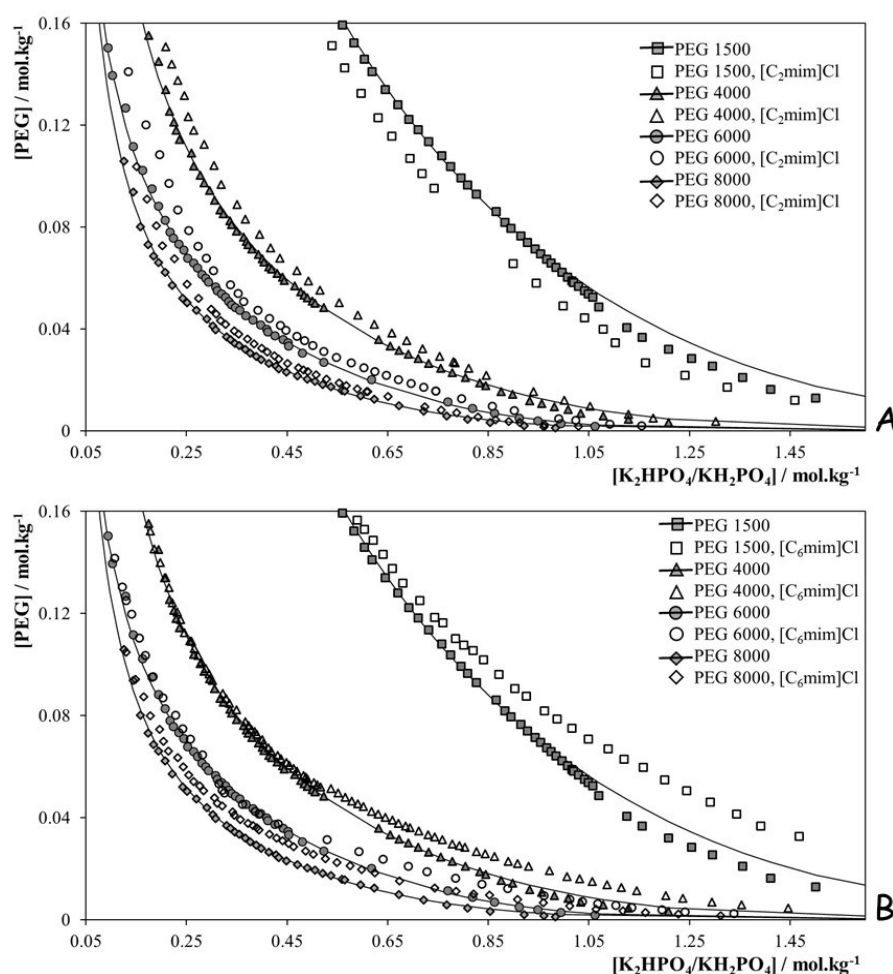 0.16
0.12
0.08
0.04
0
[PEG] / mol.kg⁻¹
PEG 1500
PEG 1500, [C₂mim]Cl
PEG 4000
PEG 4000, [C₂mim]Cl
PEG 6000
PEG 6000, [C₂mim]Cl
PEG 8000
PEG 8000, [C₂mim]Cl
A
0.05 0.25 0.45 0.65 0.85 1.05 1.25 1.45
[K₂HPO₄/KH₂PO₄] / mol.kg⁻¹
0.16
0.12
0.08
0.04
0
[PEG] / mol.kg⁻¹
PEG 1500
PEG 1500, [C₆mim]Cl
PEG 4000
PEG 4000, [C₆mim]Cl
PEG 6000
PEG 6000, [C₆mim]Cl
PEG 8000
PEG 8000, [C₆mim]Cl
B
0.05 0.25 0.45 0.65 0.85 1.05 1.25 1.45
[K₂HPO₄/KH₂PO₄] / mol.kg⁻¹